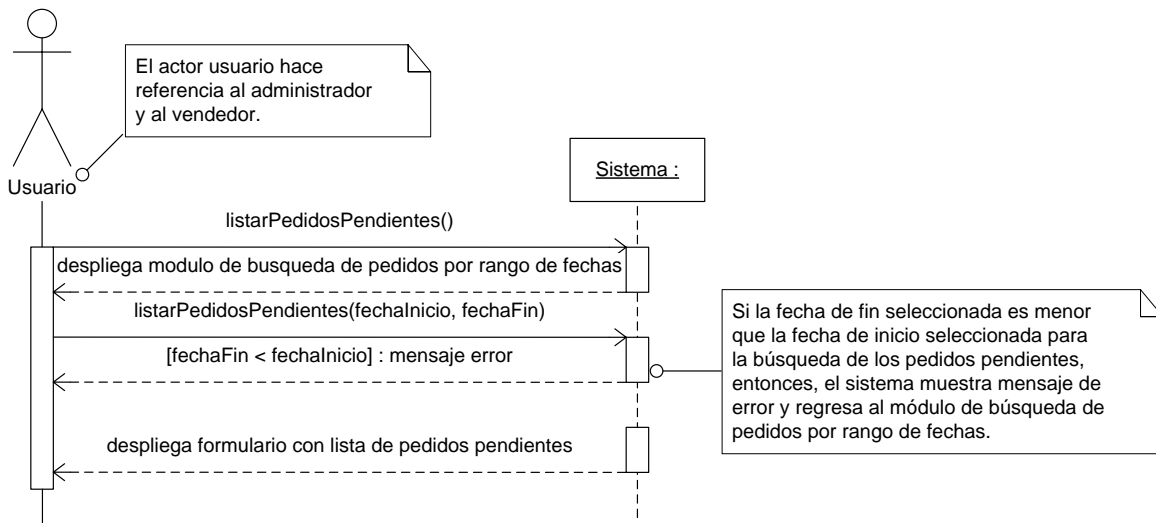 El actor usuario hace
referencia al administrador
y al vendedor.
Usuario
Sistema :
listarPedidosPendientes()
despliega modulo de busqueda de pedidos por rango de fechas
listarPedidosPendientes(fechaInicio, fechaFin)
[fechaFin < fechaInicio] : mensaje error
Si la fecha de fin seleccionada es menor
que la fecha de inicio seleccionada para
la búsqueda de los pedidos pendientes,
entonces, el sistema muestra mensaje de
error y regresa al módulo de búsqueda de
pedidos por rango de fechas.
despliega formulario con lista de pedidos pendientes